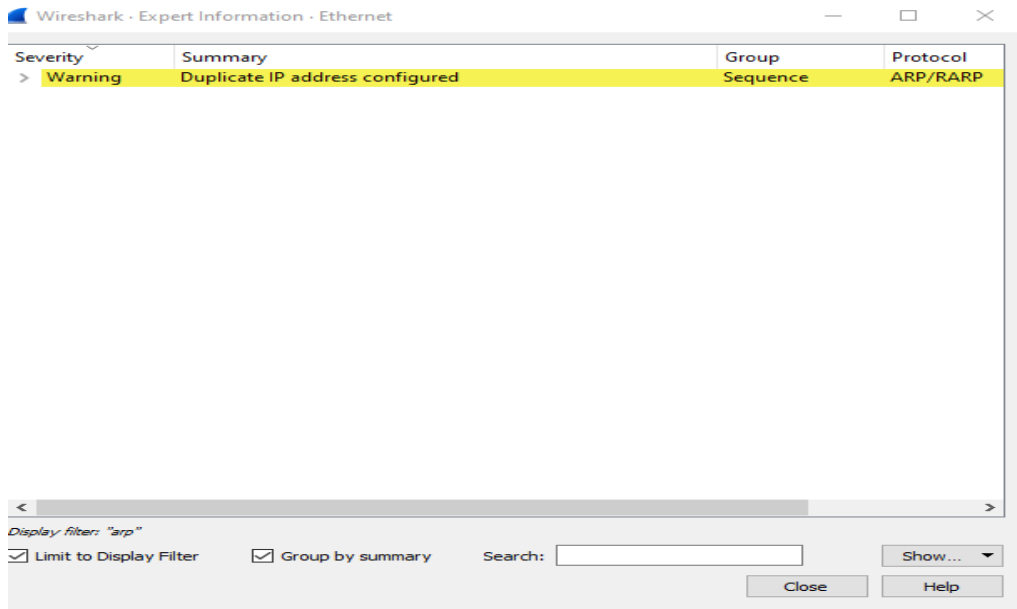 Wireshark · Expert Information · Ethernet
Severity Summary Group Protocol
Warning Duplicate IP address configured Sequence ARP/RARP
Display filter: "arp"
Limit to Display Filter Group by summary Search: Show...
Close Help